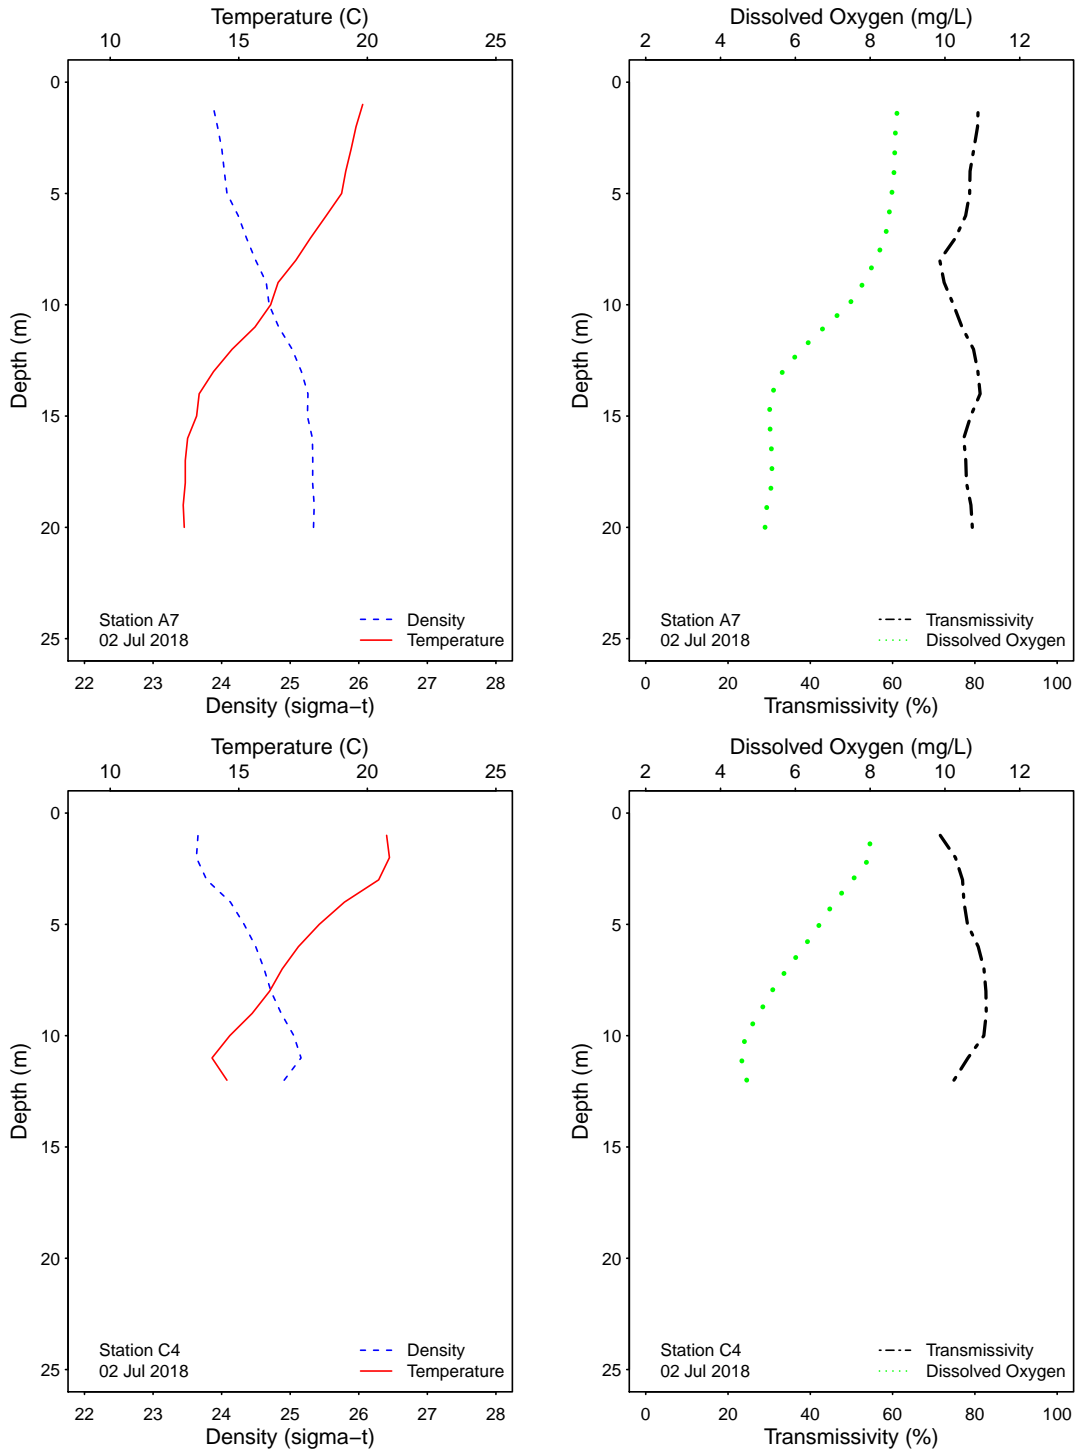 Temperature (C)
10 15 20 25
0
5
10
15
20
25
Depth (m)
Station A7
02 Jul 2018
Density
Temperature
22 23 24 25 26 27 28
Density (sigma−t)
Dissolved Oxygen (mg/L)
2 4 6 8 10 12
0
5
10
15
20
25
Depth (m)
Station A7
02 Jul 2018
Transmissivity
Dissolved Oxygen
0 20 40 60 80 100
Transmissivity (%)
Temperature (C)
10 15 20 25
0
5
10
15
20
25
Depth (m)
Station C4
02 Jul 2018
Density
Temperature
22 23 24 25 26 27 28
Density (sigma−t)
Dissolved Oxygen (mg/L)
2 4 6 8 10 12
0
5
10
15
20
25
Depth (m)
Station C4
02 Jul 2018
Transmissivity
Dissolved Oxygen
0 20 40 60 80 100
Transmissivity (%)